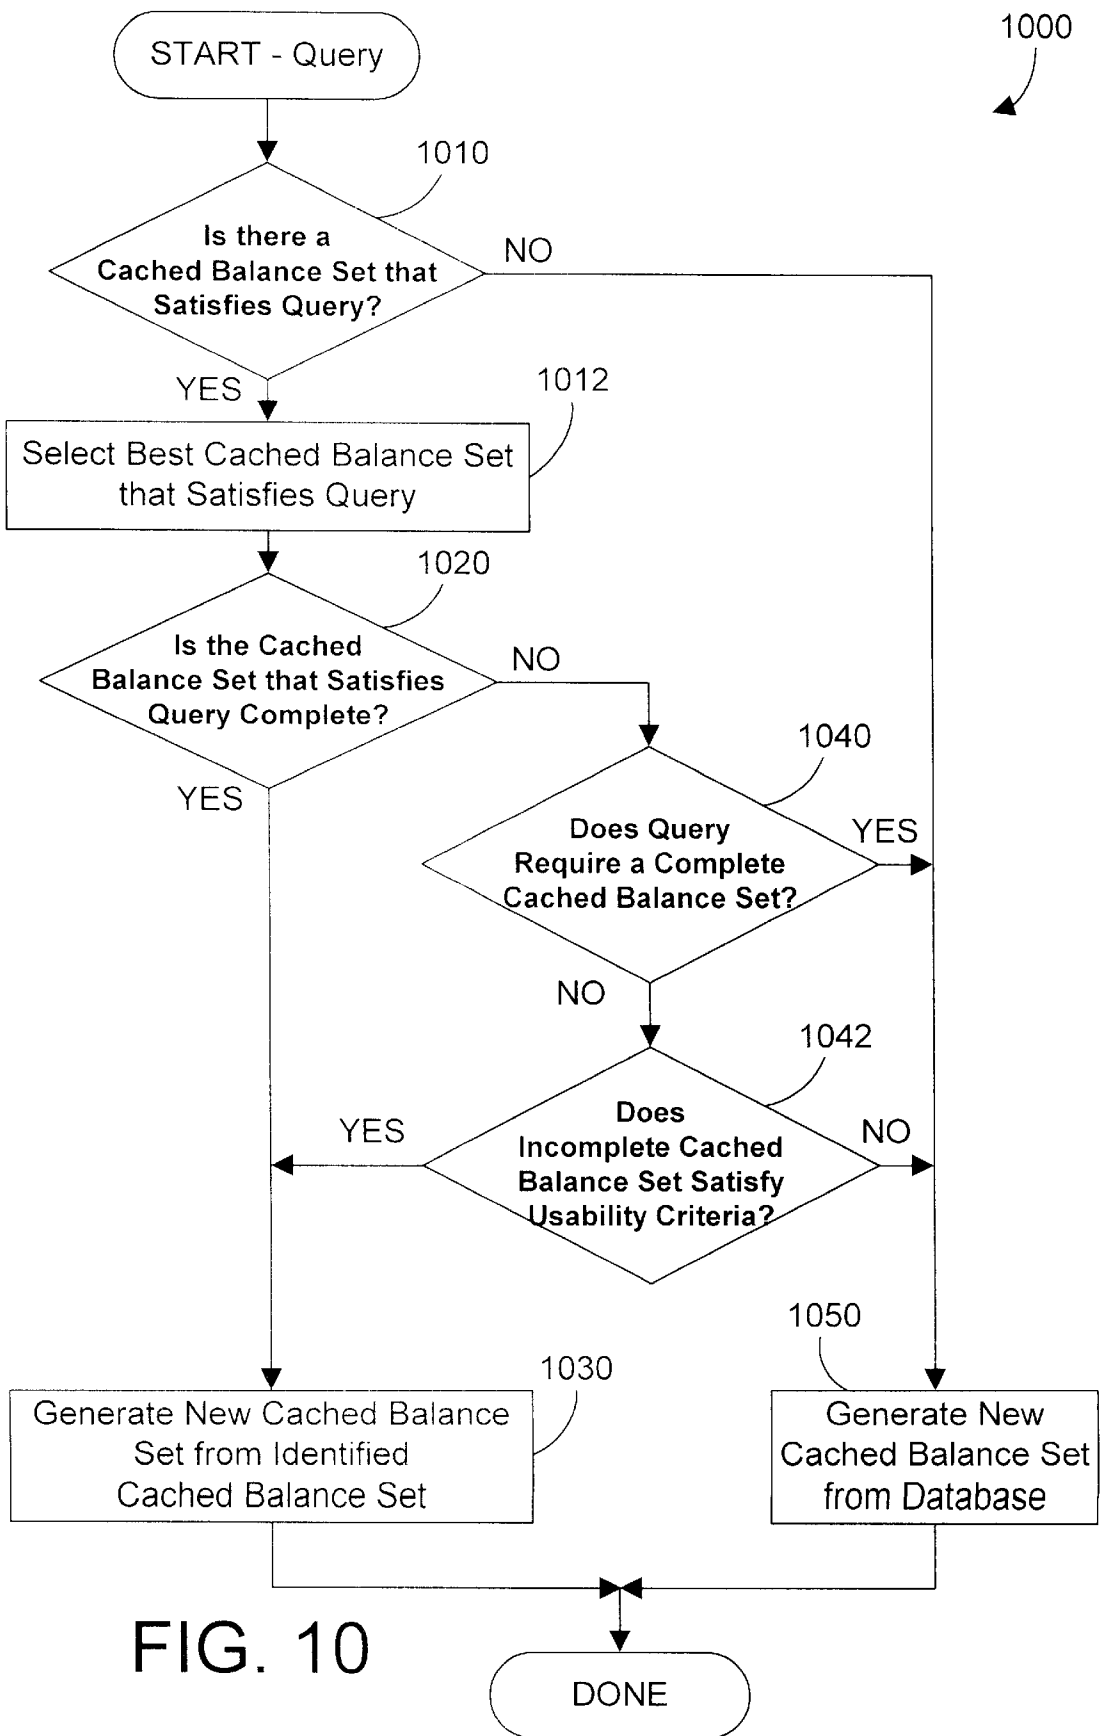 START - Query
1000
1010
Is there a
Cached Balance Set that
Satisfies Query?
NO
YES
1012
Select Best Cached Balance Set
that Satisfies Query
1020
Is the Cached
Balance Set that Satisfies
Query Complete?
NO
YES
1040
Does Query
Require a Complete
Cached Balance Set?
YES
NO
1042
Does
Incomplete Cached
Balance Set Satisfy
Usability Criteria?
YES
NO
1030
Generate New Cached Balance
Set from Identified
Cached Balance Set
1050
Generate New
Cached Balance Set
from Database
FIG. 10
DONE